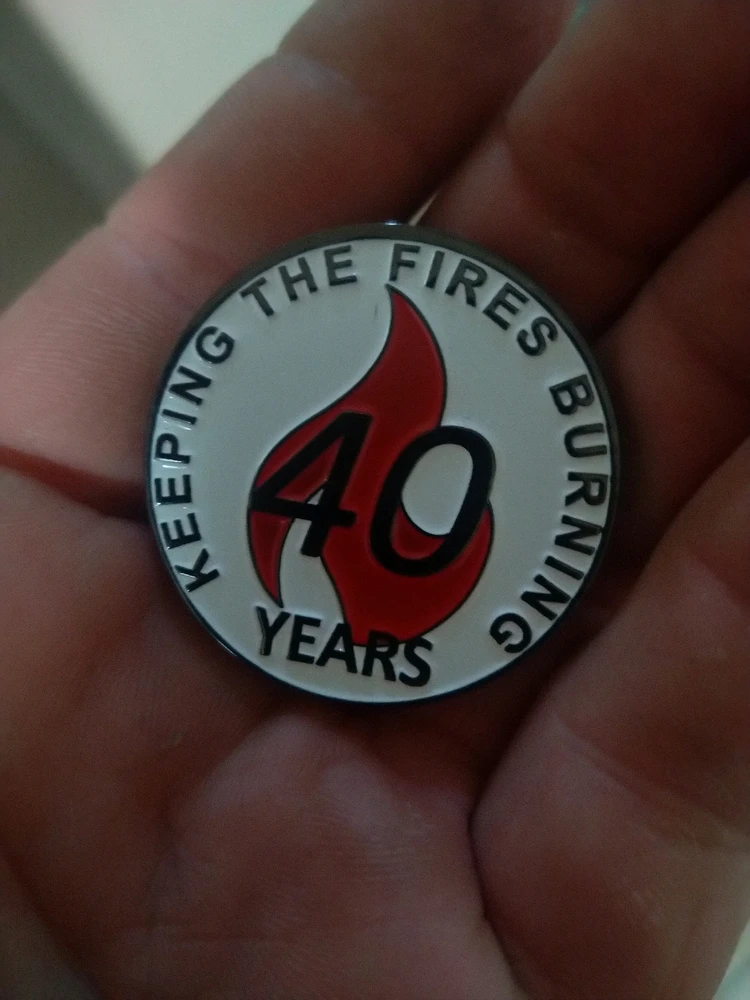 KEEPING THE FIRES BURNING
40
YEARS